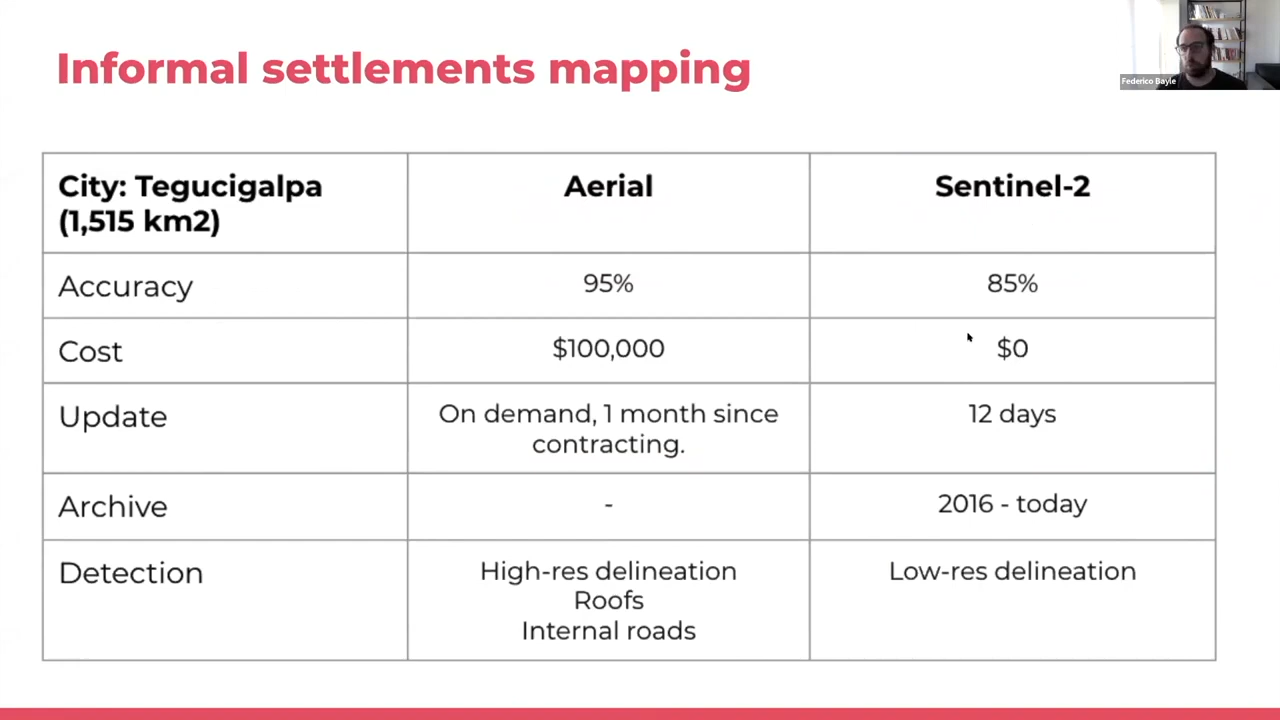 Informal settlements mapping
Federico Bayle
City: Tegucigalpa
(1,515 km2)
Aerial
Sentinel-2
Accuracy
95%
85%
Cost
$100,000
$0
Update
On demand, 1 month since
contracting.
12 days
Archive
-
2016 - today
Detection
High-res delineation
Roofs
Internal roads
Low-res delineation